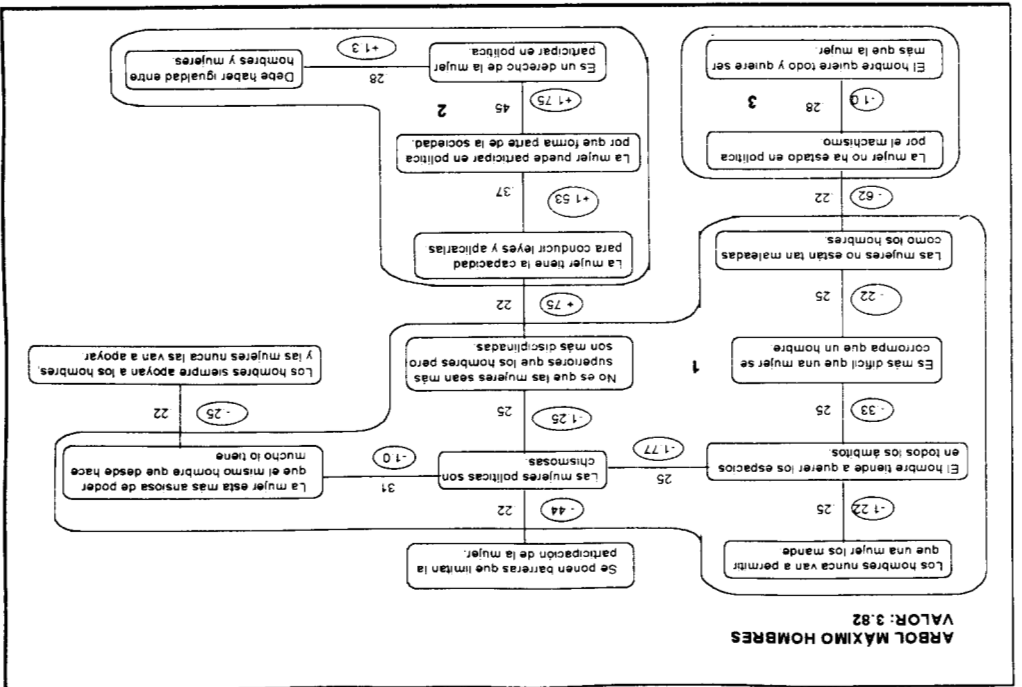 ARBOL MÁXIMO HOMBRES
VALOR: 3.82
Los hombres nunca van a permitir
que una mujer los mande
Se ponen barreras que limitan la
participación de la mujer.
-1.22 .25
-.44 22
El hombre tiende a querer los espacios
en todos los ámbitos.
25
-1.77
Las mujeres políticas son
chismosas.
31
-1.0
La mujer esta más ansiosa de poder
que el mismo hombre que desde hace
mucho lo tiene
-.33 25
-1.25 25
-.25 22
Es más difícil que una mujer se
corrompa que un hombre.
1
No es que las mujeres sean más
superiores que los hombres pero
son más disciplinadas.
Los hombres siempre apoyan a los hombres,
y las mujeres nunca las van a apoyar.
-.22 25
+.75 22
Las mujeres no están tan maleadas
como los hombres.
La mujer tiene la capacidad
para conducir leyes y aplicarlas
-.62 .22
+1.53 .37
La mujer no ha estado en política
por el machismo
La mujer puede participar en política
por que forma parte de la sociedad.
-1.0 28 3
+1.75 45 2
El hombre quiere todo y quiere ser
más que la mujer.
Es un derecho de la mujer
participar en política.
28
+1.3
Debe haber igualdad entre
hombres y mujeres.